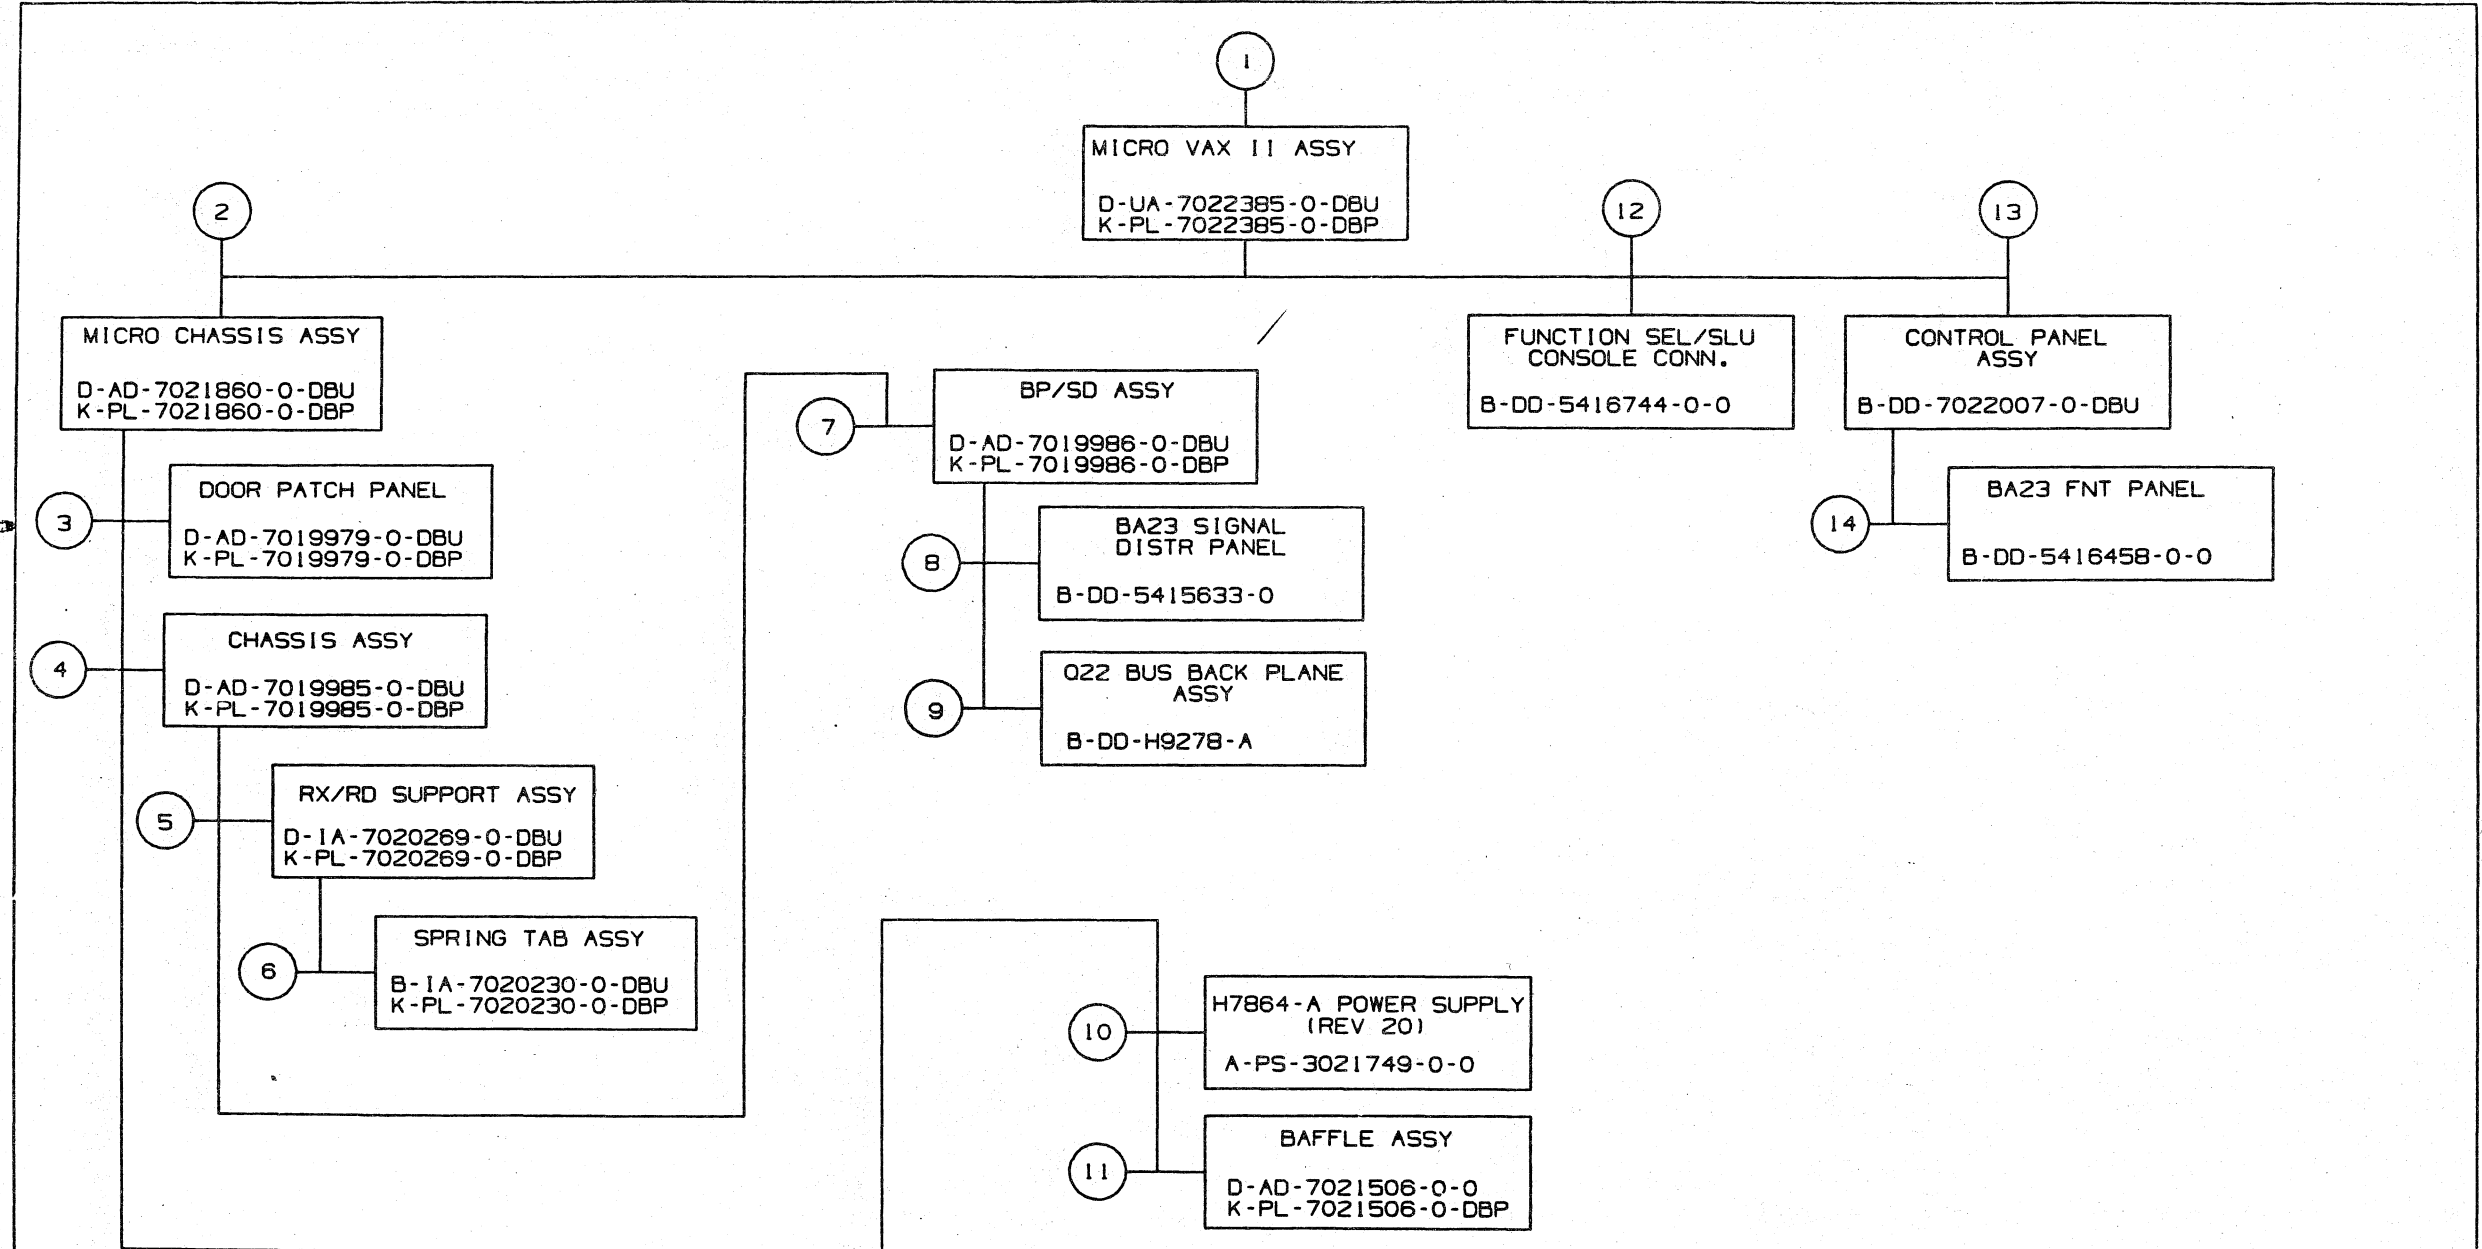 1
MICRO VAX II ASSY
D-UA-7022385-0-DBU
K-PL-7022385-0-DBP
2
MICRO CHASSIS ASSY
D-AD-7021860-0-DBU
K-PL-7021860-0-DBP
3
DOOR PATCH PANEL
D-AD-7019979-0-DBU
K-PL-7019979-0-DBP
4
CHASSIS ASSY
D-AD-7019985-0-DBU
K-PL-7019985-0-DBP
5
RX/RD SUPPORT ASSY
D-IA-7020269-0-DBU
K-PL-7020269-0-DBP
6
SPRING TAB ASSY
B-IA-7020230-0-DBU
K-PL-7020230-0-DBP
7
BP/SD ASSY
D-AD-7019986-0-DBU
K-PL-7019986-0-DBP
8
BA23 SIGNAL
DISTR PANEL
B-DD-5415633-0
9
Q22 BUS BACK PLANE
ASSY
B-DD-H9278-A
10
H7864-A POWER SUPPLY
(REV 20)
A-PS-3021749-0-0
11
BAFFLE ASSY
D-AD-7021506-0-0
K-PL-7021506-0-DBP
12
FUNCTION SEL/SLU
CONSOLE CONN.
B-DD-5416744-0-0
13
CONTROL PANEL
ASSY
B-DD-7022007-0-DBU
14
BA23 FNT PANEL
B-DD-5416458-0-0